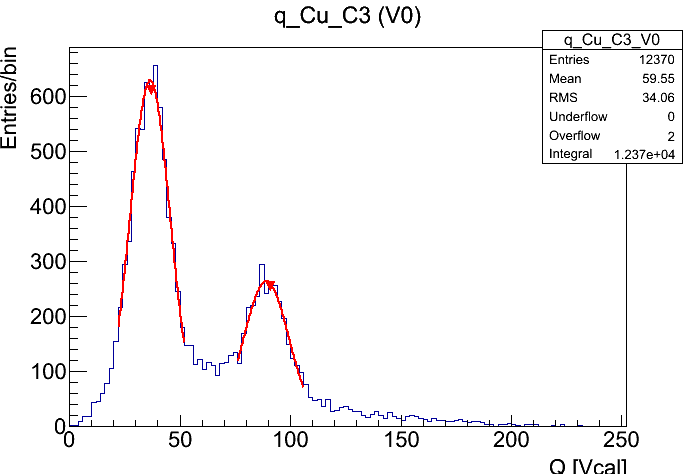 q_Cu_C3 (V0)
q_Cu_C3_V0
Entries 12370
Mean 59.55
RMS 34.06
Underflow 0
Overflow 2
Integral 1.237e+04
Entries/bin
600
500
400
300
200
100
0
0 50 100 150 200 250
Q [Vcal]